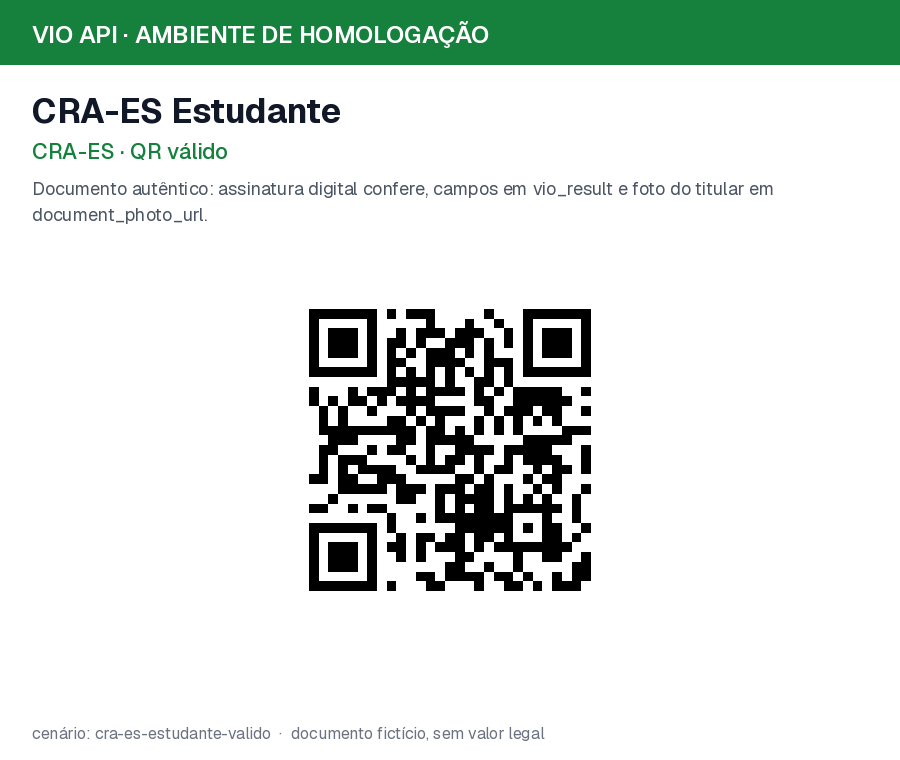 VIO API · AMBIENTE DE HOMOLOGAÇÃO
CRA-ES Estudante
CRA-ES · QR válido
Documento autêntico: assinatura digital confere, campos em vio_result e foto do titular em
document_photo_url.
cenário: cra-es-estudante-valido · documento fictício, sem valor legal